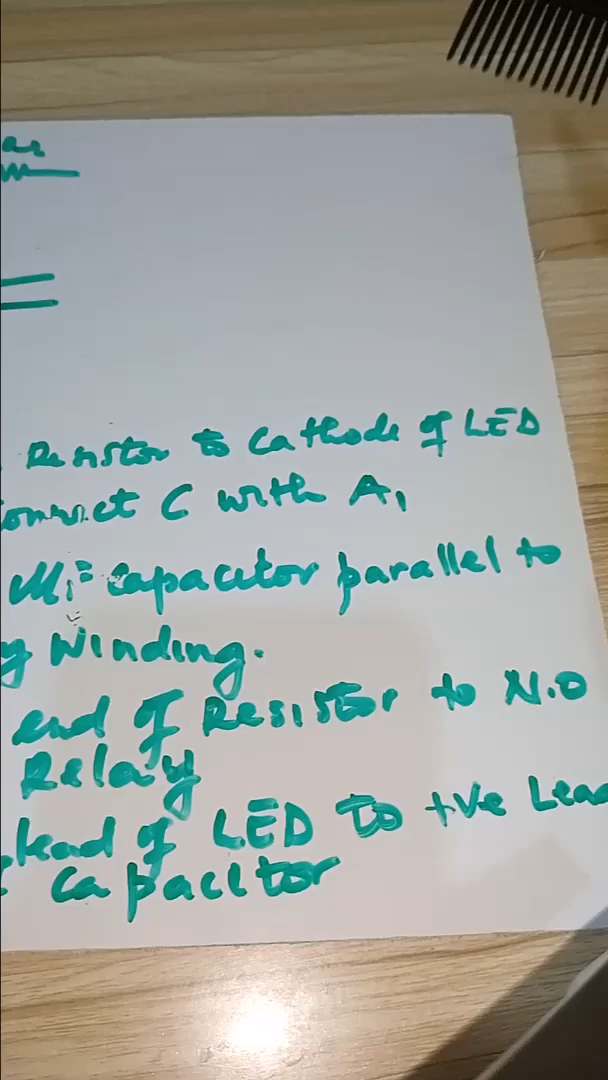 Resistor to Cathode of LED
Connect C with A1
Capacitor parallel to
Winding.
end of Resistor to N.O
Relay
lead of LED to +ve Lead
Capacitor